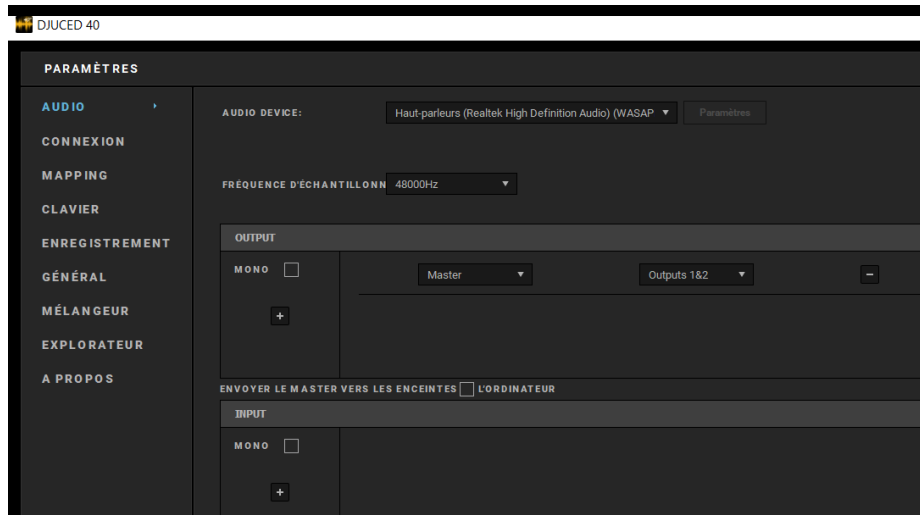 DJUCED 40
PARAMÈTRES
AUDIO
CONNEXION
MAPPING
CLAVIER
ENREGISTREMENT
GÉNÉRAL
MÉLANGEUR
EXPLORATEUR
A PROPOS
AUDIO DEVICE: Haut-parleurs (Realtek High Definition Audio) (WASAP Paramètres
FRÉQUENCE D'ÉCHANTILLONN 48000Hz
OUTPUT
MONO Master Outputs 1&2 −
+
ENVOYER LE MASTER VERS LES ENCEINTES L'ORDINATEUR
INPUT
MONO
+